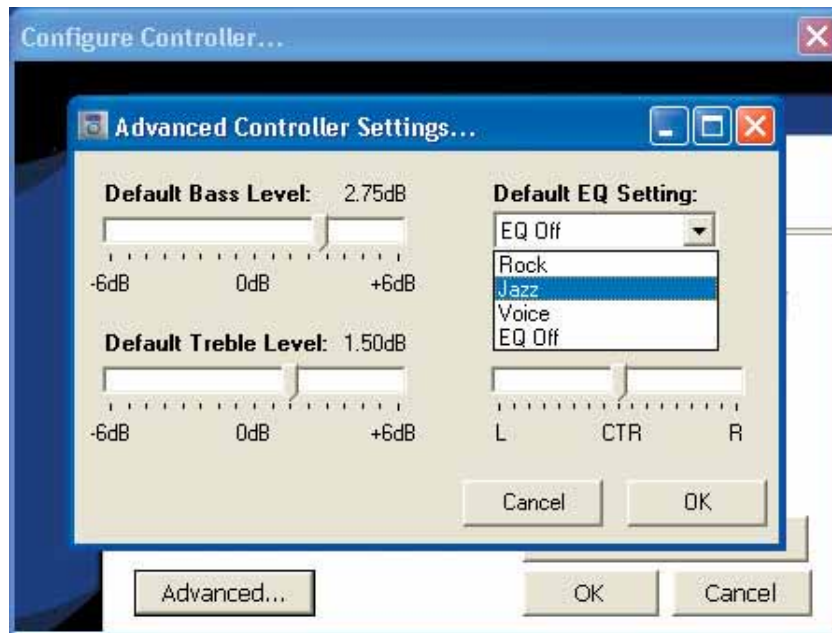 Configure Controller...
Advanced Controller Settings...
Default Bass Level: 2.75dB
-6dB 0dB +6dB
Default Treble Level: 1.50dB
-6dB 0dB +6dB
Default EQ Setting:
EQ Off
Rock
Jazz
Voice
EQ Off
L CTR R
Cancel OK
Advanced... OK Cancel